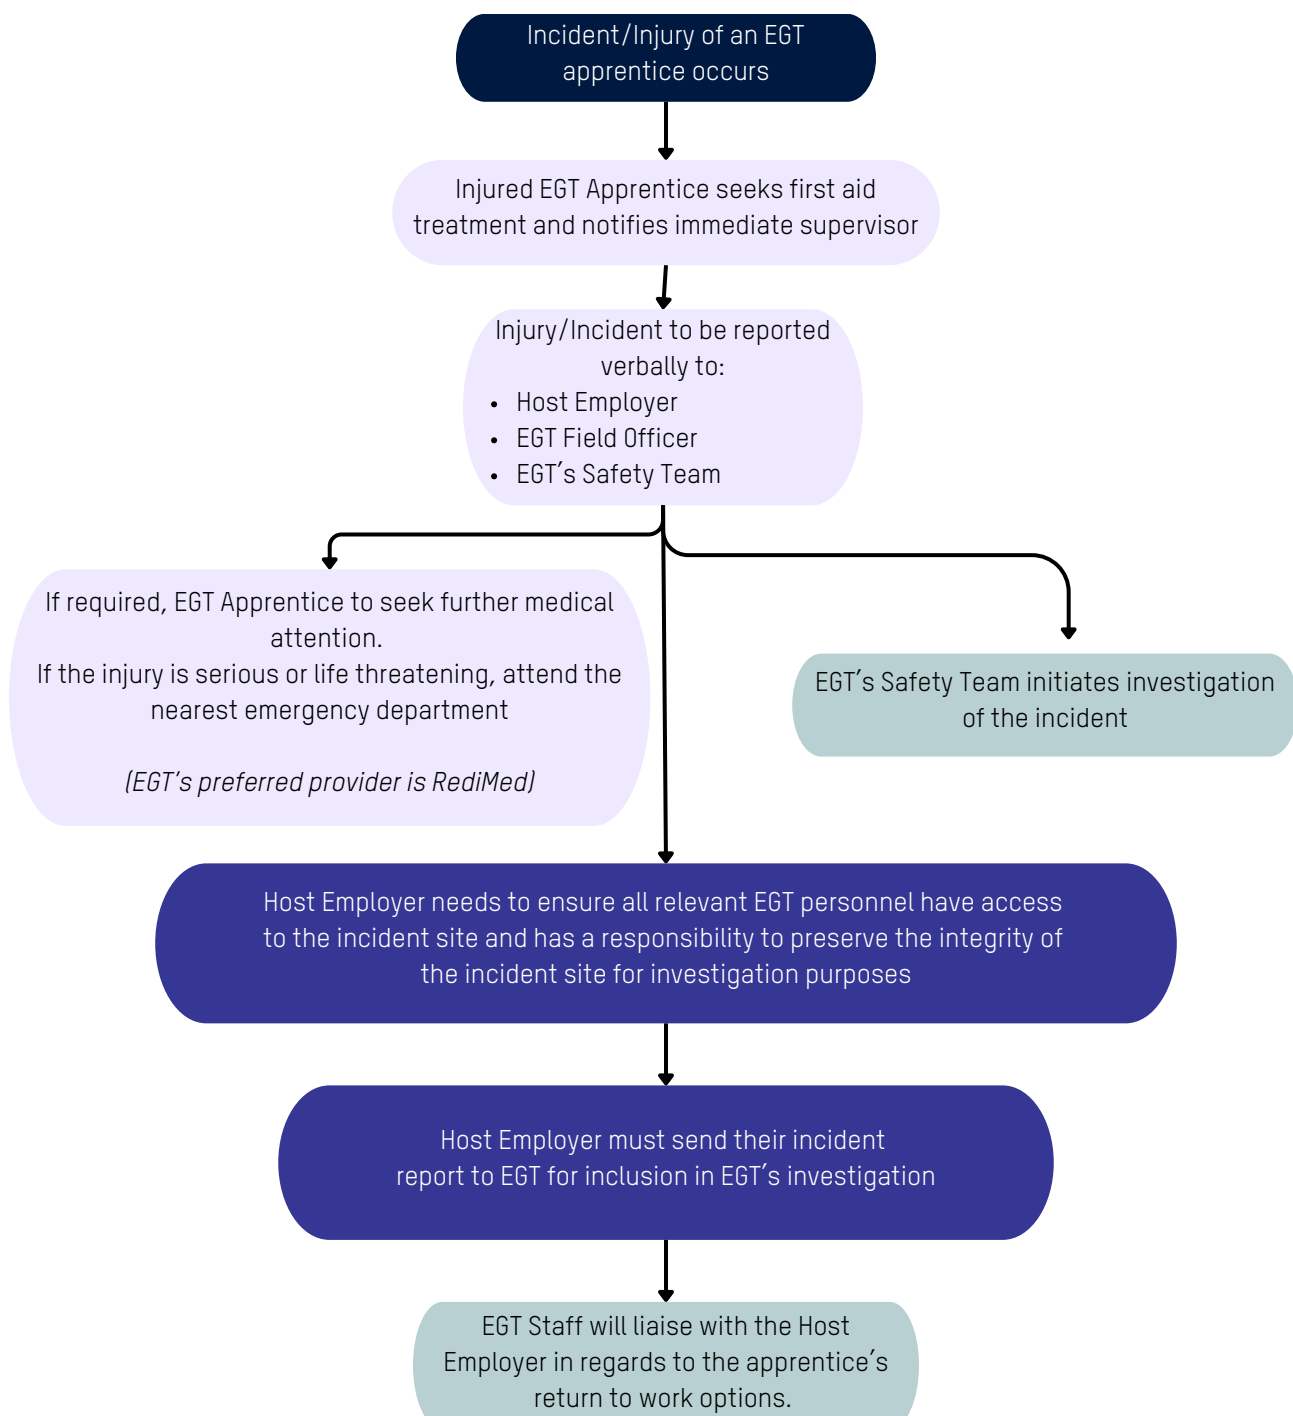 Incident/Injury of an EGT
apprentice occurs
Injured EGT Apprentice seeks first aid
treatment and notifies immediate supervisor
Injury/Incident to be reported
verbally to:
• Host Employer
• EGT Field Officer
• EGT's Safety Team
If required, EGT Apprentice to seek further medical
attention.
If the injury is serious or life threatening, attend the
nearest emergency department
(EGT's preferred provider is RediMed)
EGT's Safety Team initiates investigation
of the incident
Host Employer needs to ensure all relevant EGT personnel have access
to the incident site and has a responsibility to preserve the integrity of
the incident site for investigation purposes
Host Employer must send their incident
report to EGT for inclusion in EGT's investigation
EGT Staff will liaise with the Host
Employer in regards to the apprentice's
return to work options.